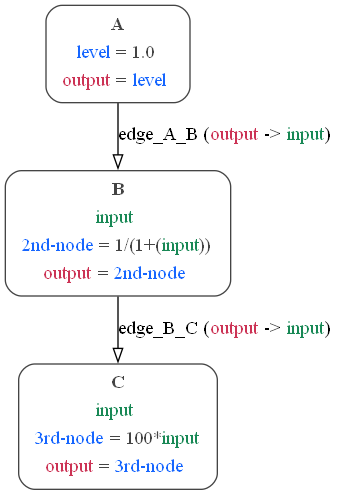 A
level = 1.0
output = level
edge_A_B (output -> input)
B
input
2nd-node = 1/(1+(input))
output = 2nd-node
edge_B_C (output -> input)
C
input
3rd-node = 100*input
output = 3rd-node